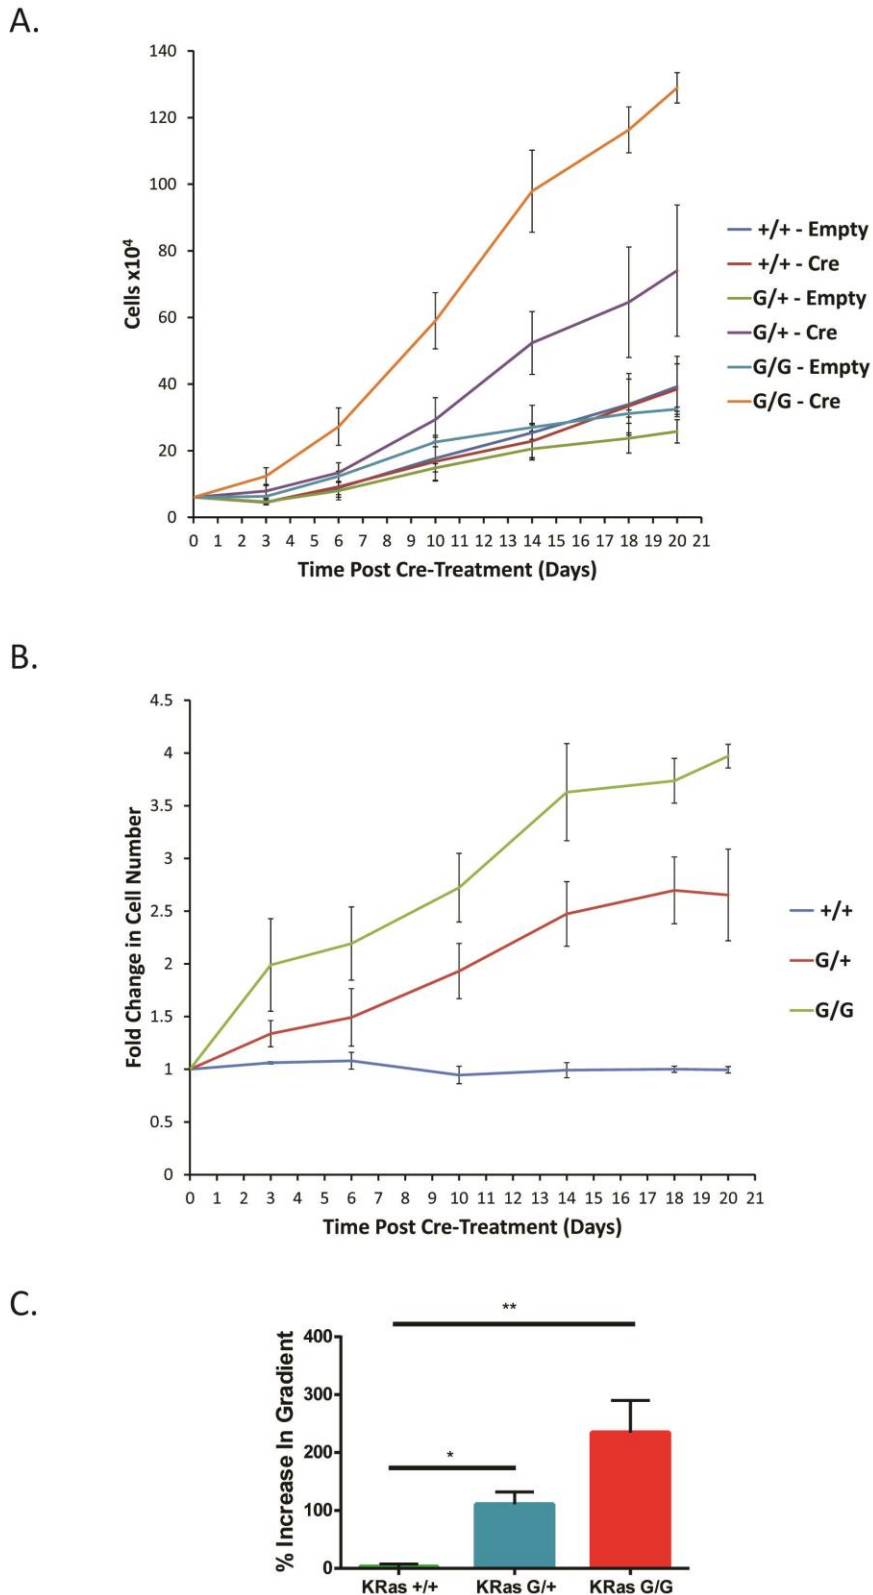 A.
140
120
100
80
60
40
20
0
Cells x10⁴
0 1 2 3 4 5 6 7 8 9 10 11 12 13 14 15 16 17 18 19 20 21
Time Post Cre-Treatment (Days)
+/+ - Empty
+/+ - Cre
G/+ - Empty
G/+ - Cre
G/G - Empty
G/G - Cre
B.
4.5
4
3.5
3
2.5
2
1.5
1
0.5
0
Fold Change in Cell Number
0 1 2 3 4 5 6 7 8 9 10 11 12 13 14 15 16 17 18 19 20 21
Time Post Cre-Treatment (Days)
+/+
G/+
G/G
C.
400
300
200
100
0
% Increase In Gradient
**
*
KRas +/+ KRas G/+ KRas G/G